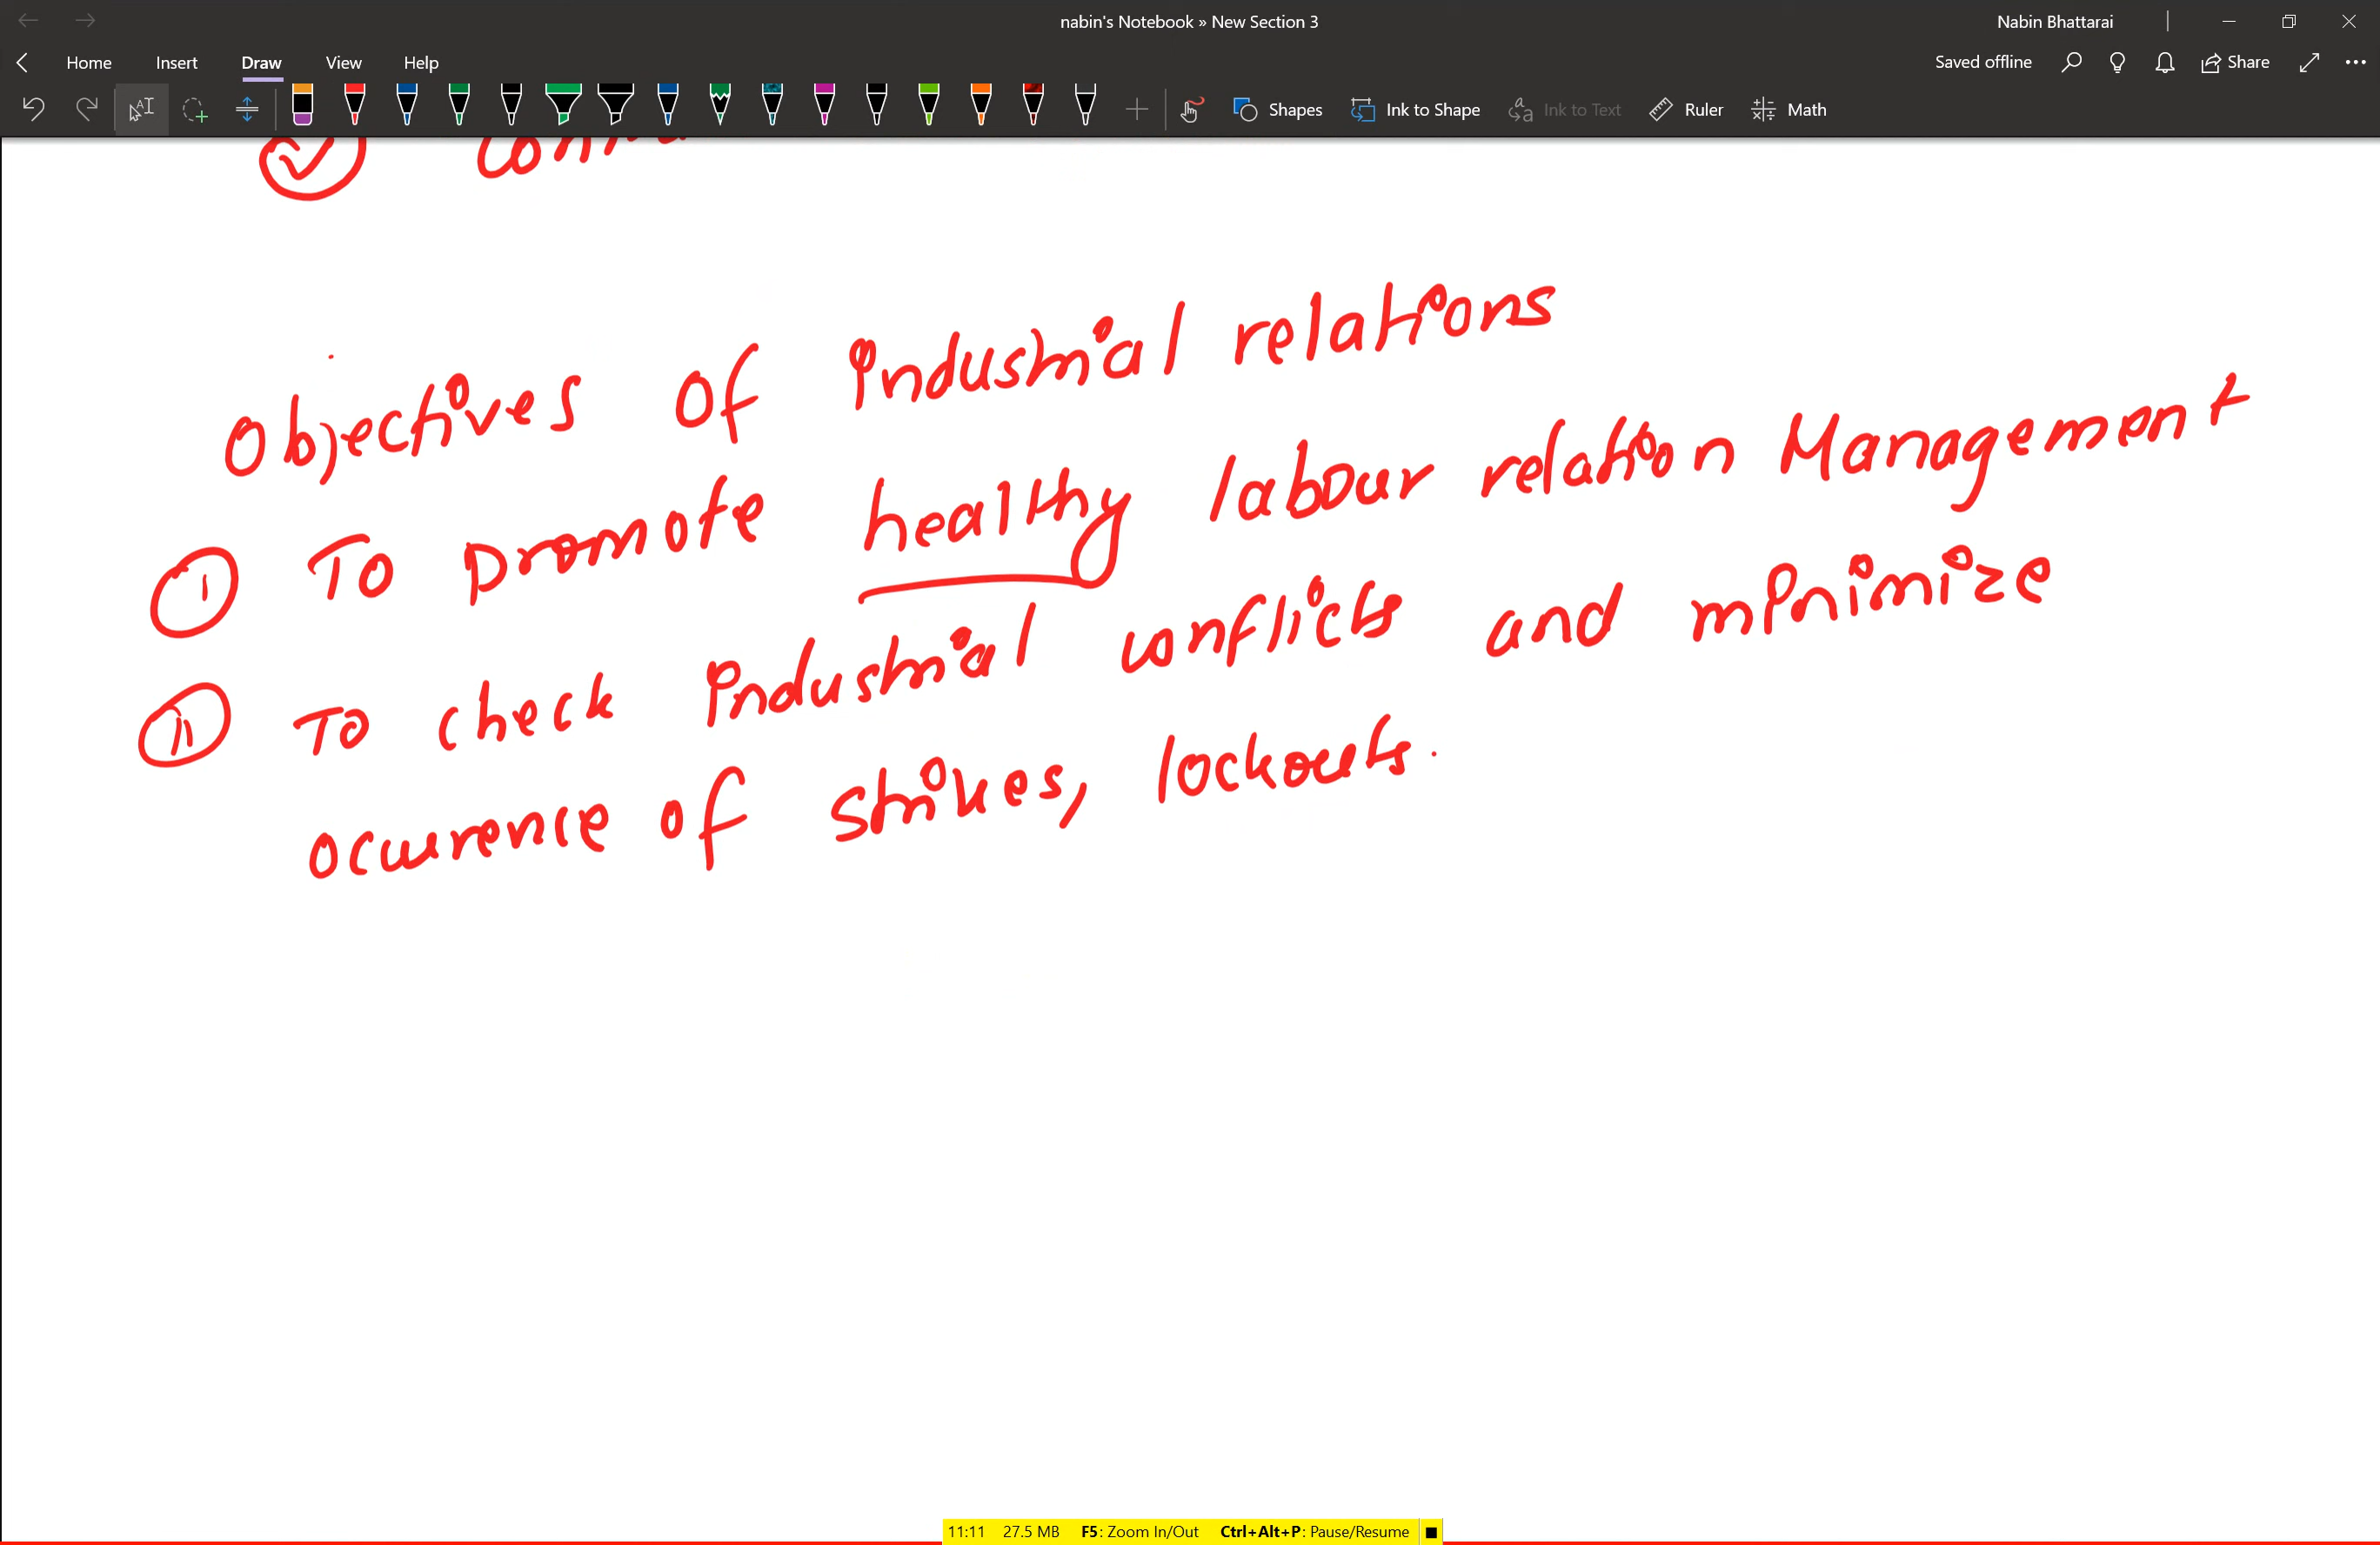 nabin's Notebook » New Section 3
Nabin Bhattarai
Home Insert Draw View Help
Saved offline
Share
Shapes
Ink to Shape
Ink to Text
Ruler
Math
Objectives of industrial relations
(i) To promote healthy labour relation Management
(ii) To check industrial conflicts and minimize
ocurrence of strikes, lockouts.
11:11 27.5 MB F5: Zoom In/Out Ctrl+Alt+P: Pause/Resume